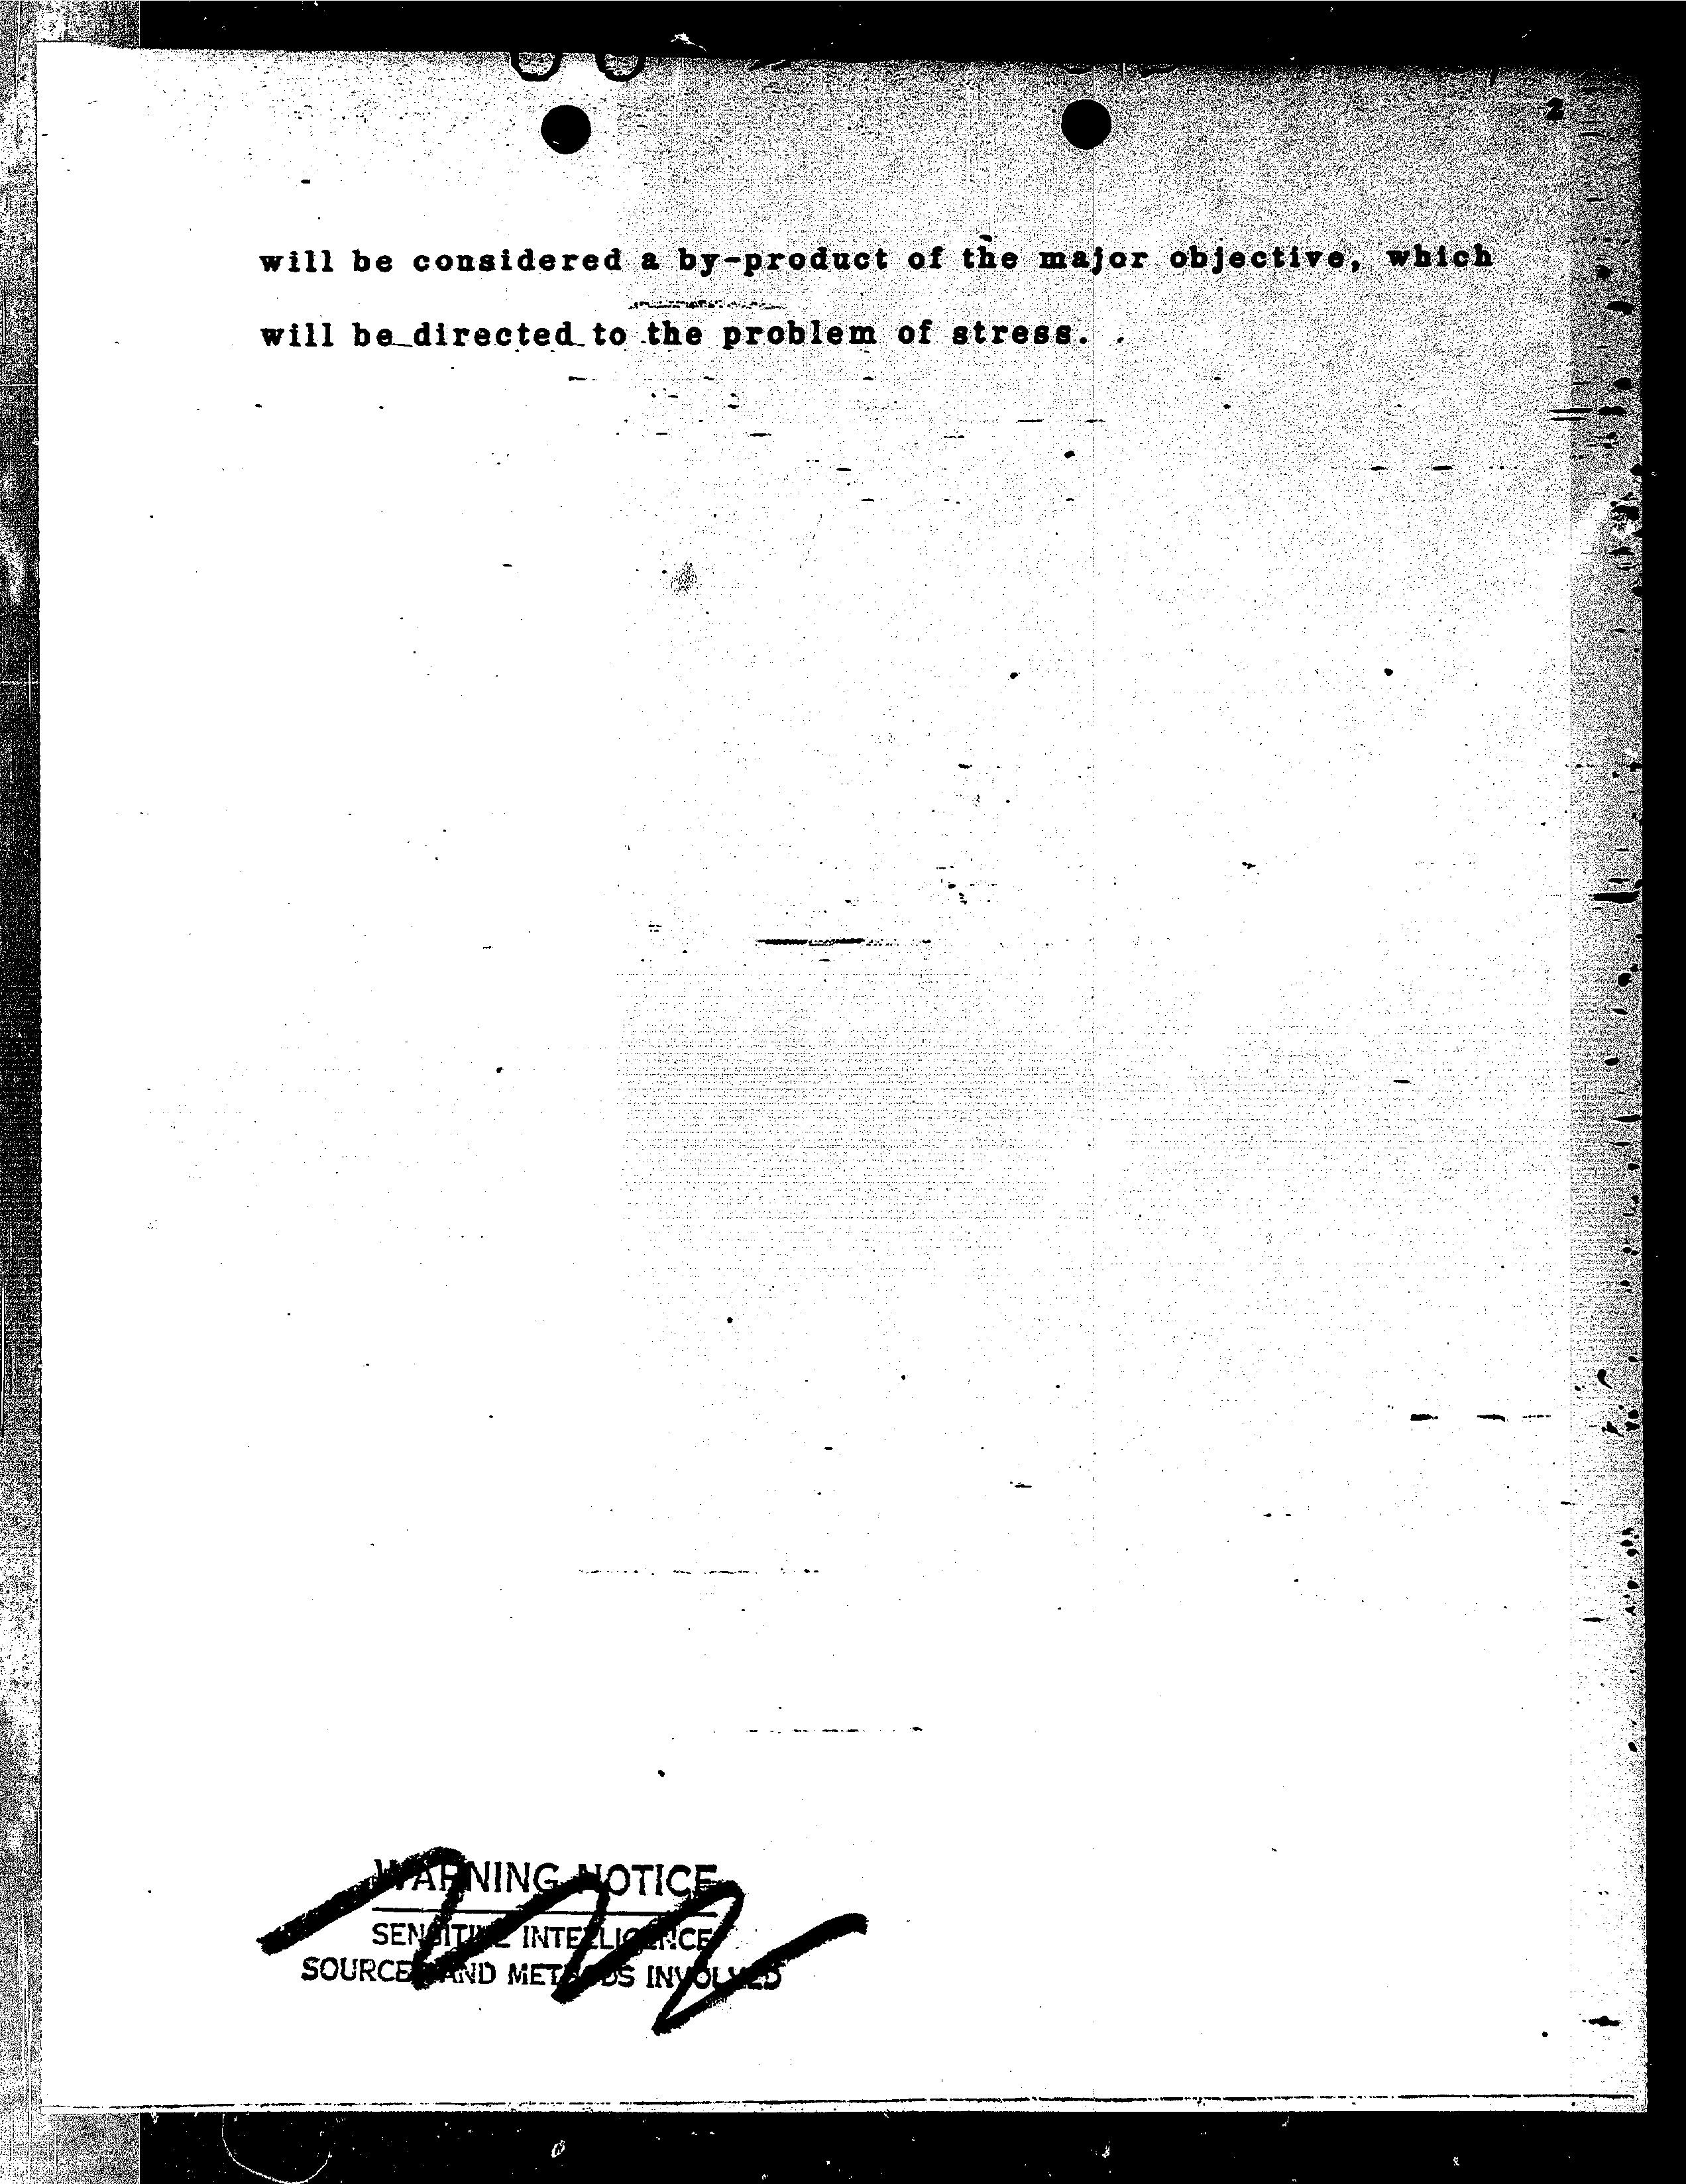 2
will be considered a by-product of the major objective, which
will be directed to the problem of stress.
WARNING NOTICE
SENSITIVE INTELLIGENCE
SOURCES AND METHODS INVOLVED